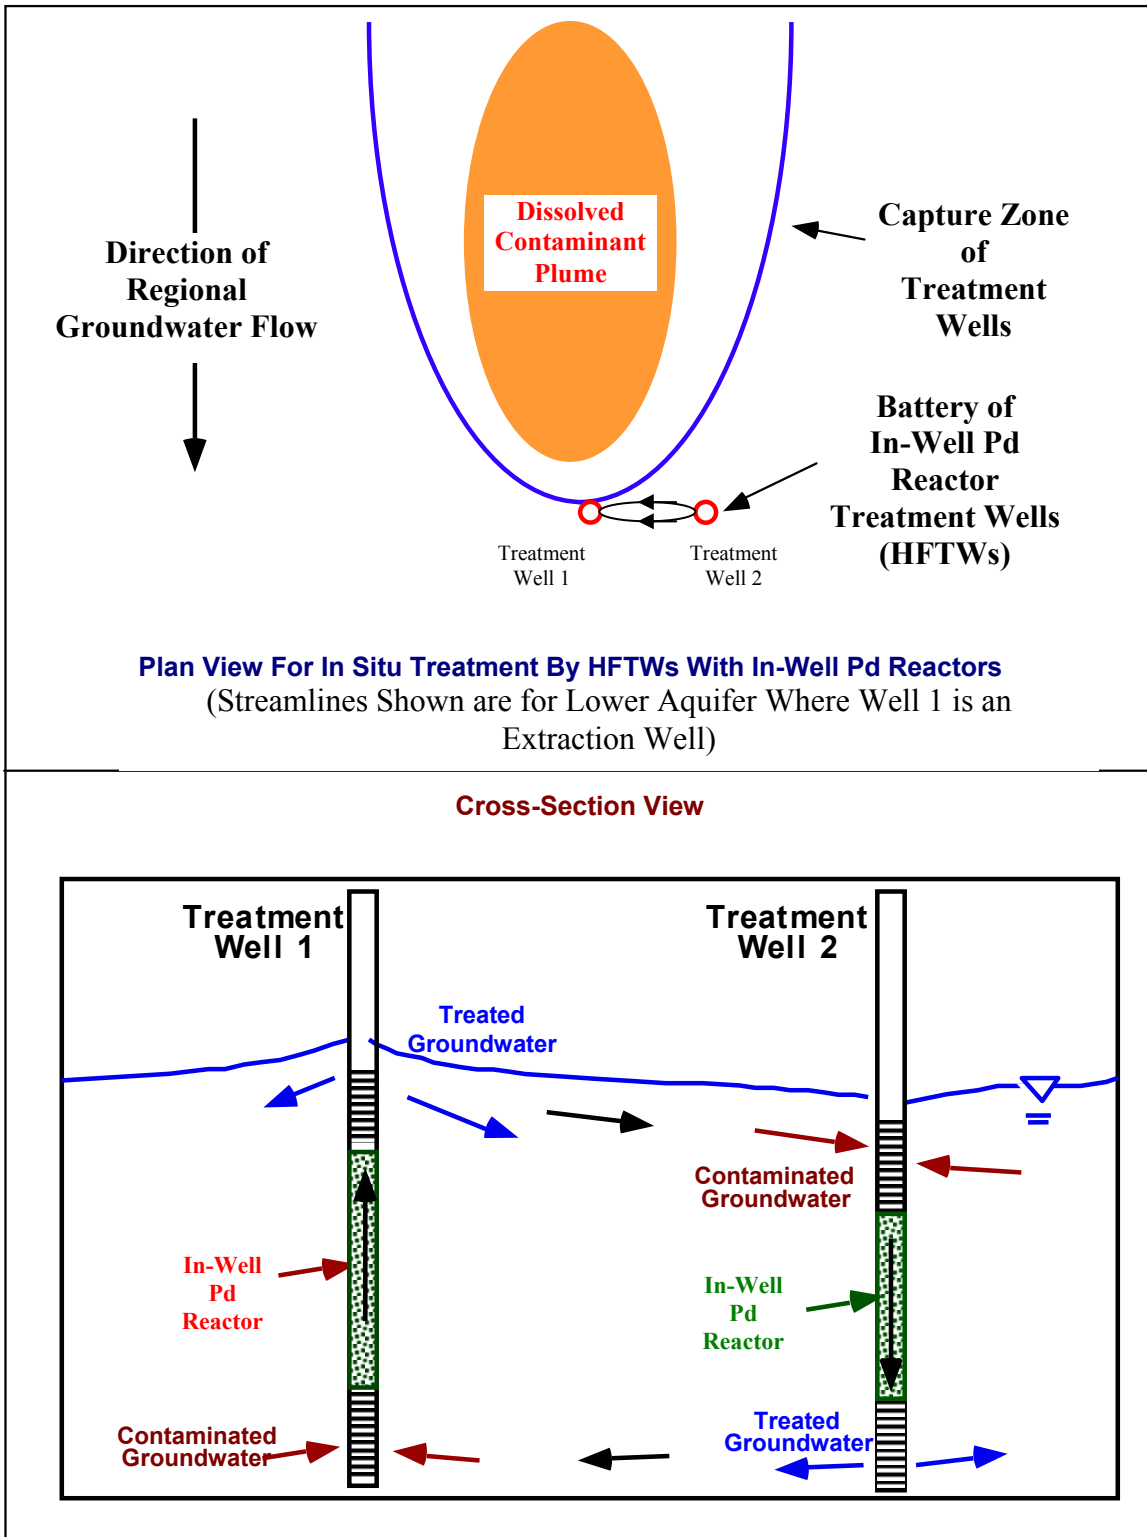 Dissolved
Contaminant
Plume
Direction of
Regional
Groundwater Flow
Capture Zone
of
Treatment
Wells
Battery of
In-Well Pd
Reactor
Treatment Wells
(HFTWs)
Treatment
Well 1
Treatment
Well 2
Plan View For In Situ Treatment By HFTWs With In-Well Pd Reactors
(Streamlines Shown are for Lower Aquifer Where Well 1 is an
Extraction Well)
Cross-Section View
Treatment
Well 1
Treatment
Well 2
Treated
Groundwater
Contaminated
Groundwater
In-Well
Pd
Reactor
In-Well
Pd
Reactor
Contaminated
Groundwater
Treated
Groundwater